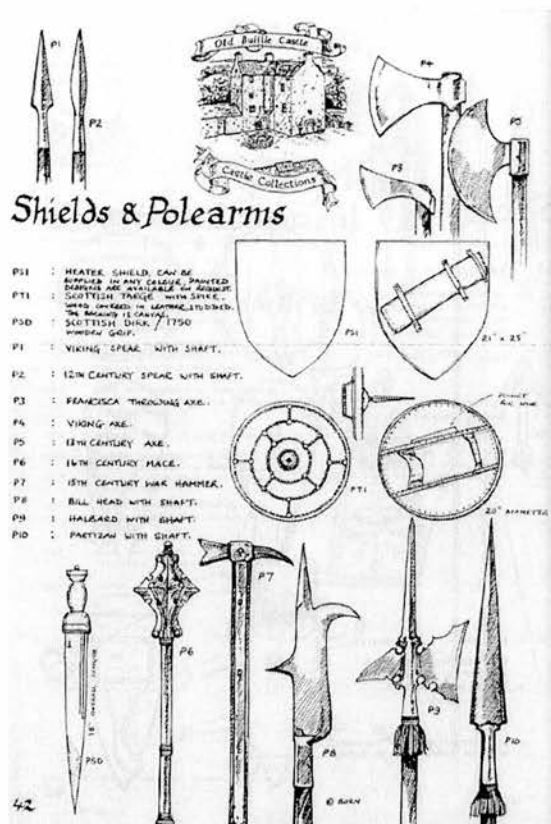 P1
P2
Old Buittle Castle
Castle Collections
P4
P5
P3
Shields & Polearms
PS1 : HEATER SHIELD, CAN BE
SUPPLIED IN ANY COLOUR, PAINTED
DESIGNS ARE AVAILABLE ON REQUEST.
PT1 : SCOTTISH TARGE WITH SPIKE.
WOOD COVERED IN LEATHER, STUDDED.
THE BACKING IS CANVAS.
PSD : SCOTTISH DIRK / 1750
WOODEN GRIP.
P1 : VIKING SPEAR WITH SHAFT.
P2 : 12TH CENTURY SPEAR WITH SHAFT.
P3 : FRANCISCA THROWING AXE.
P4 : VIKING AXE.
P5 : 13TH CENTURY AXE.
P6 : 16TH CENTURY MACE.
P7 : 15TH CENTURY WAR HAMMER.
P8 : BILL HEAD WITH SHAFT.
P9 : HALBARD WITH SHAFT.
P10 : PARTIZAN WITH SHAFT.
PS1
21" x 25"
PT1
20" DIAMETER
P6
P7
P8
P9
P10
18" OVERALL
PSD
42
© BORN